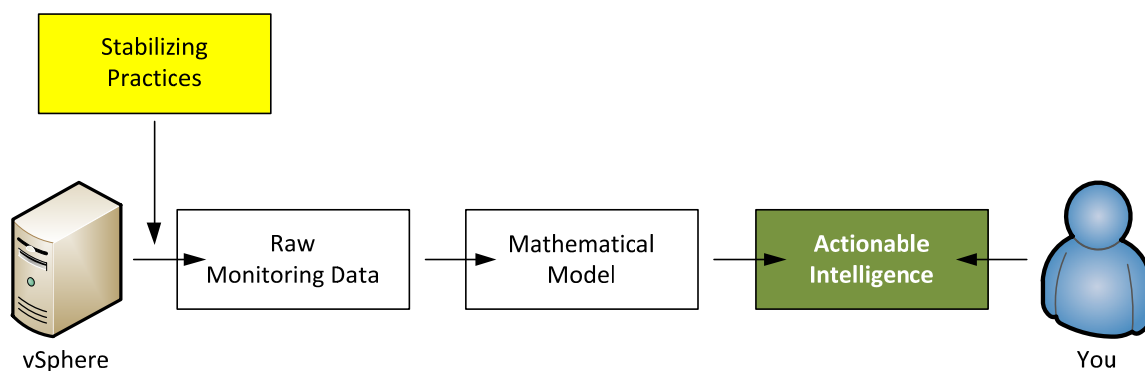 Stabilizing
Practices
Raw
Monitoring Data
Mathematical
Model
Actionable
Intelligence
vSphere
You